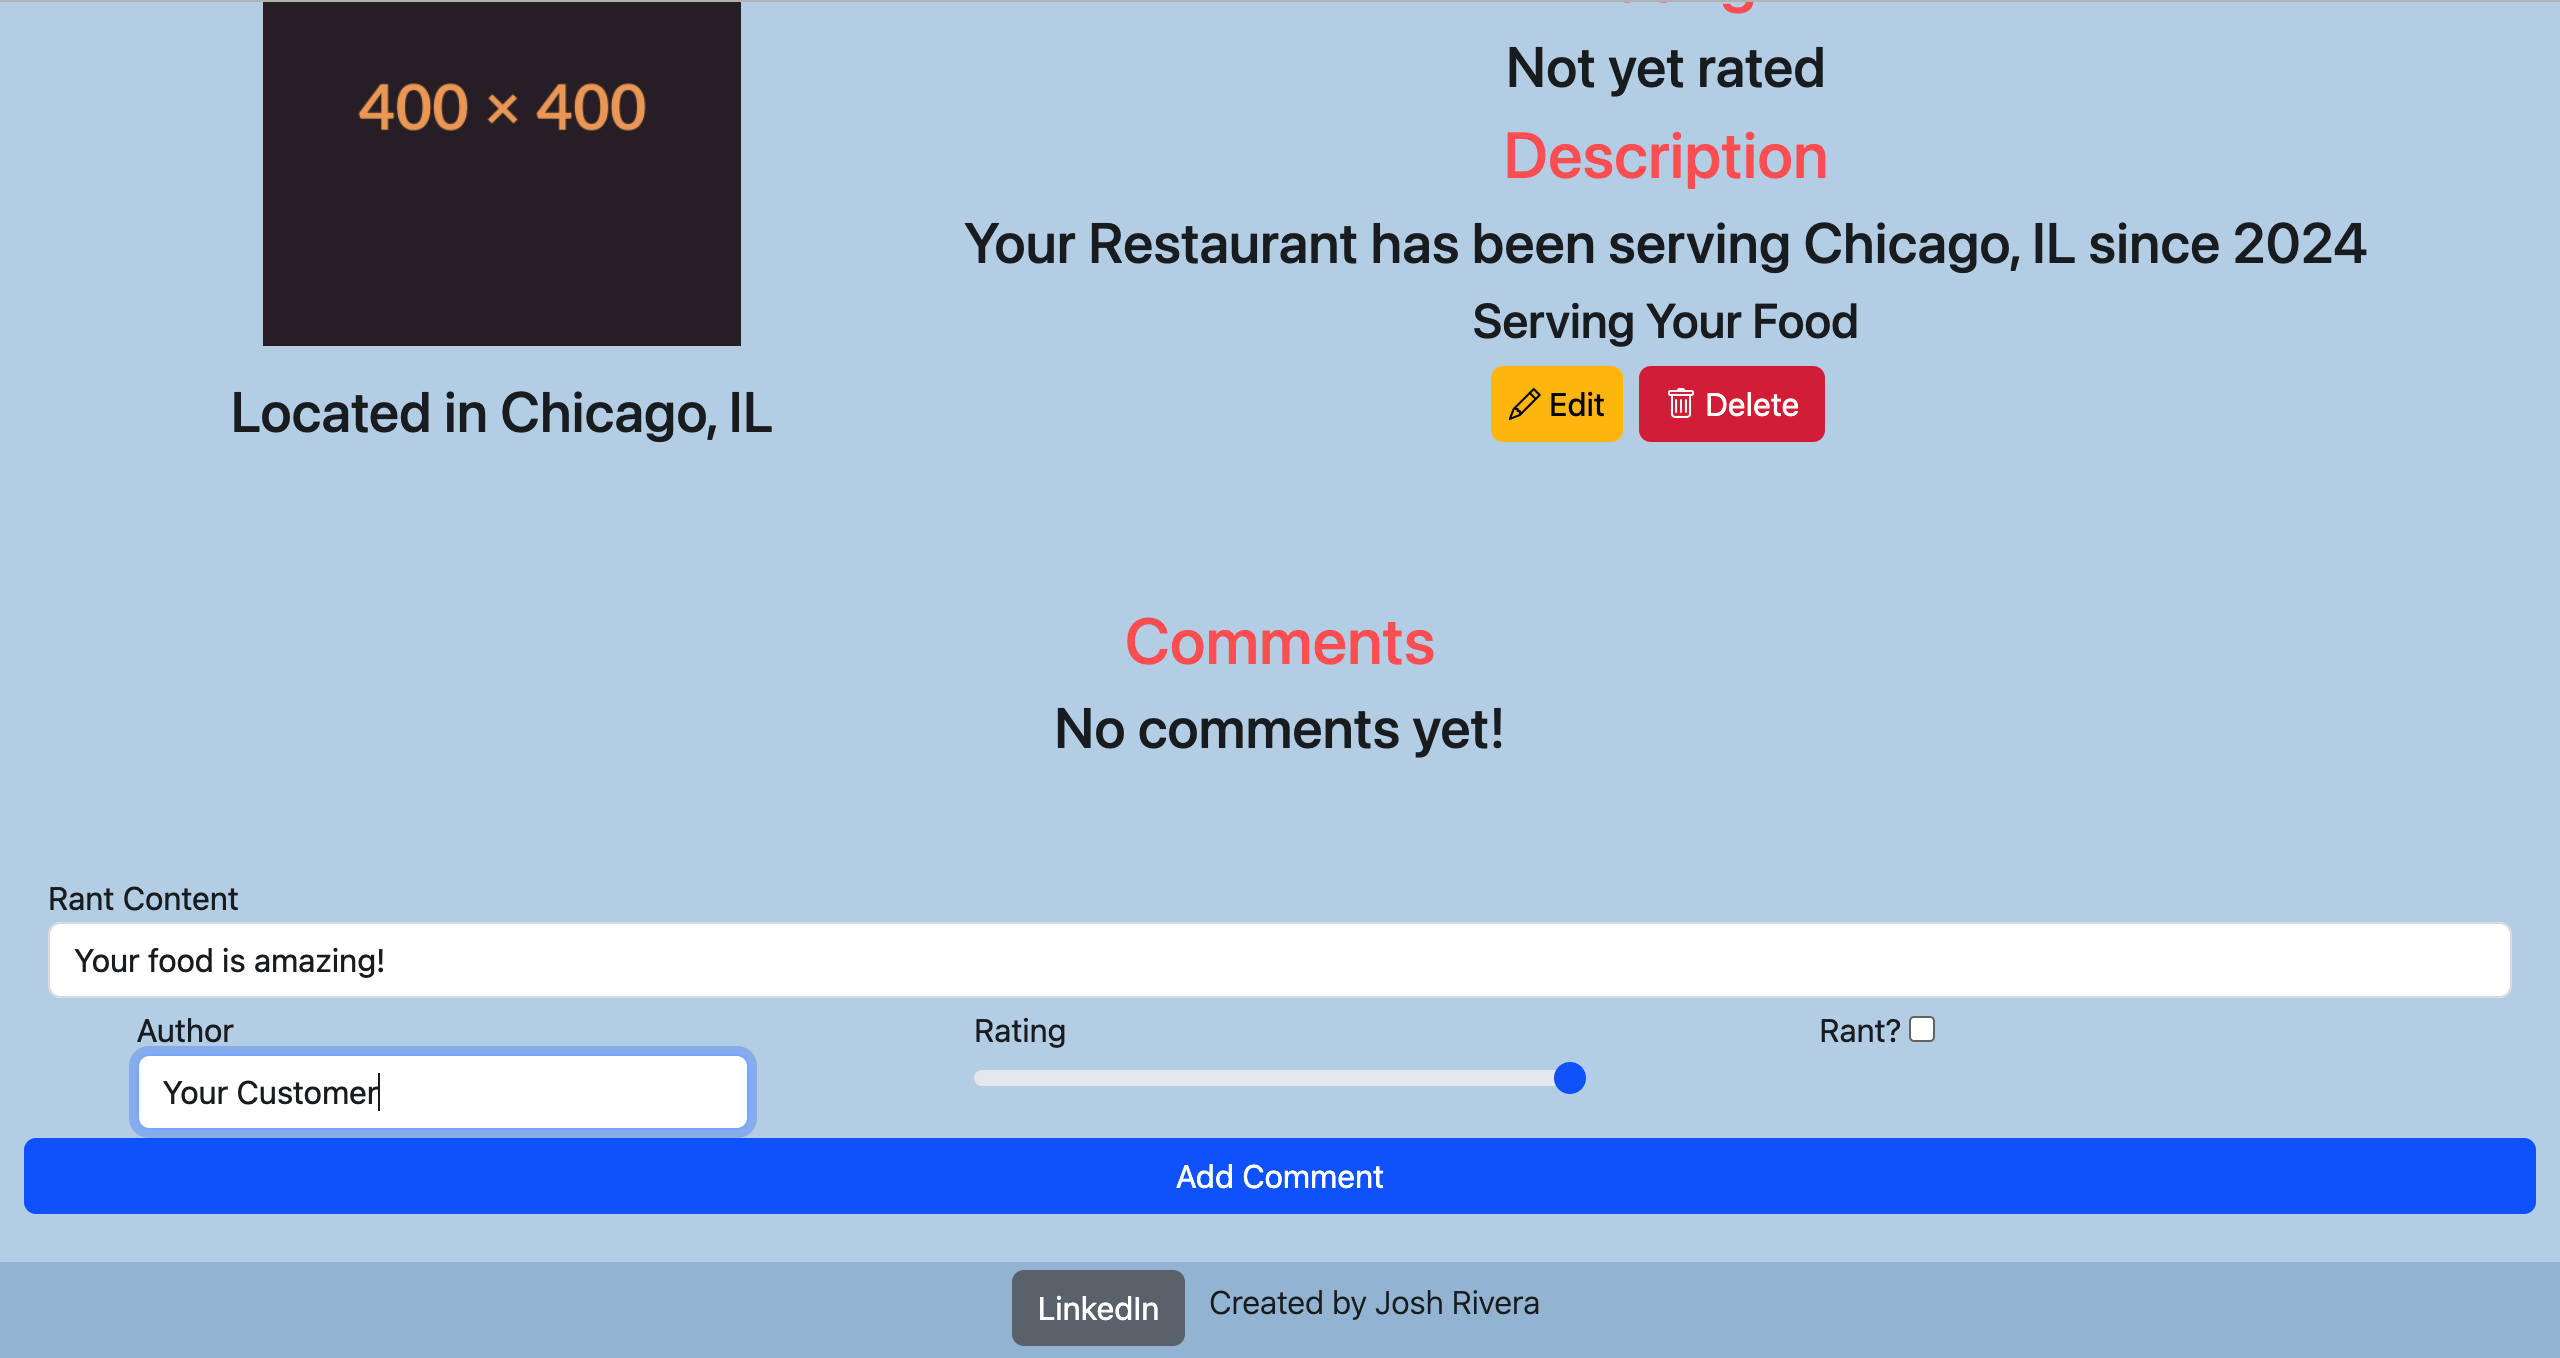 400 × 400
Located in Chicago, IL
Not yet rated
Description
Your Restaurant has been serving Chicago, IL since 2024
Serving Your Food
Edit
Delete
Comments
No comments yet!
Rant Content
Your food is amazing!
Author
Rating
Rant?
Your Customer
Add Comment
LinkedIn
Created by Josh Rivera